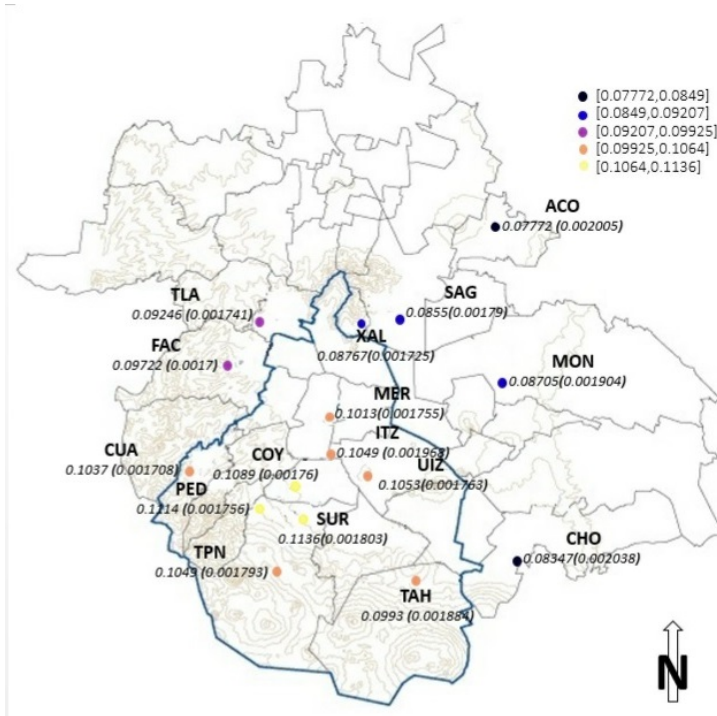 [0.07772,0.0849]
[0.0849,0.09207]
[0.09207,0.09925]
[0.09925,0.1064]
[0.1064,0.1136]
ACO
0.07772 (0.002005)
TLA
0.09246 (0.001741)
SAG
0.0855(0.00179)
XAL
0.08767(0.001725)
FAC
0.09722 (0.0017)
MON
0.08705(0.001904)
MER
0.1013(0.001755)
ITZ
0.1049(0.001968)
CUA
0.1037 (0.001708)
COY
0.1089 (0.00176)
UIZ
0.1053(0.001763)
PED
0.1114 (0.001756)
SUR
0.1136(0.001803)
CHO
0.08347(0.002038)
TPN
0.1049 (0.001793)
TAH
0.0993 (0.001884)
N